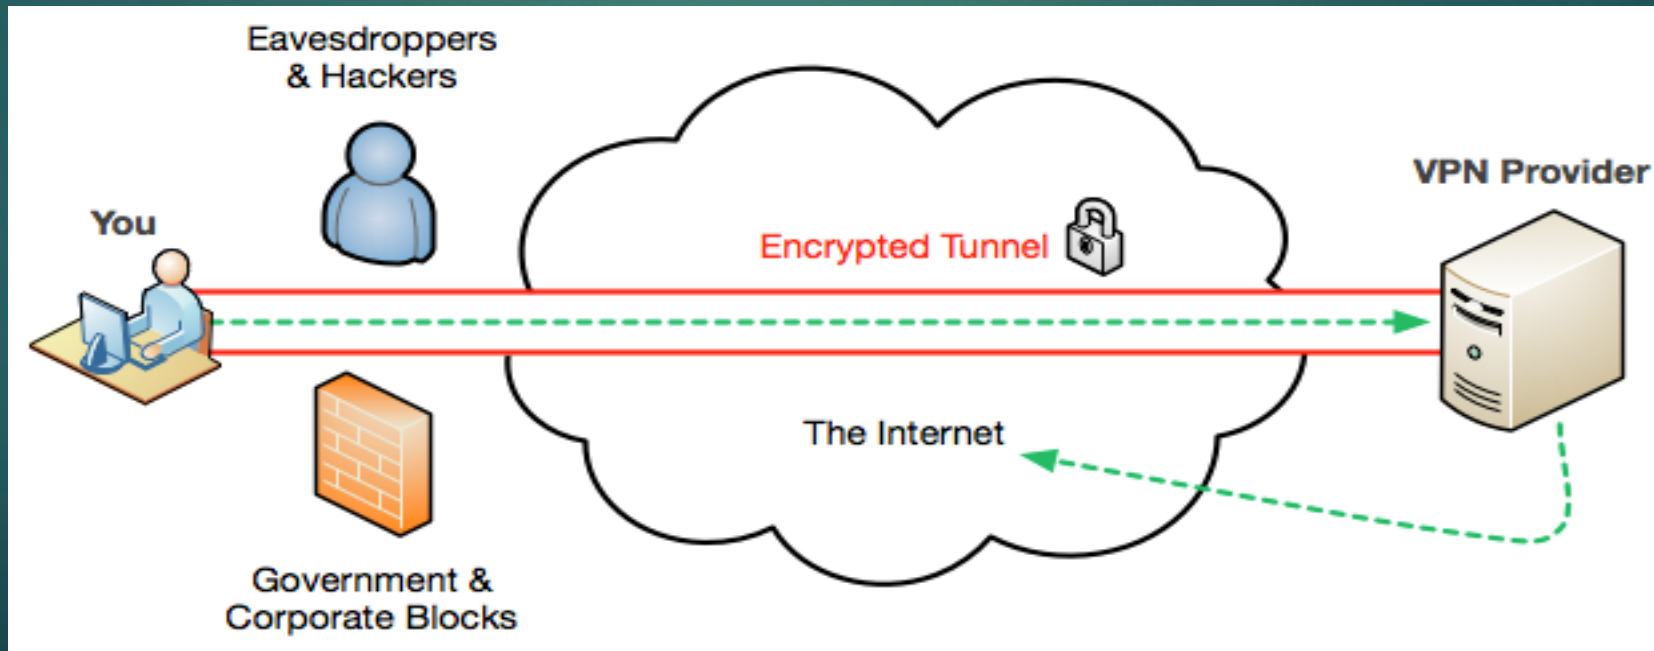 Eavesdroppers
& Hackers
You
VPN Provider
Encrypted Tunnel
The Internet
Government &
Corporate Blocks